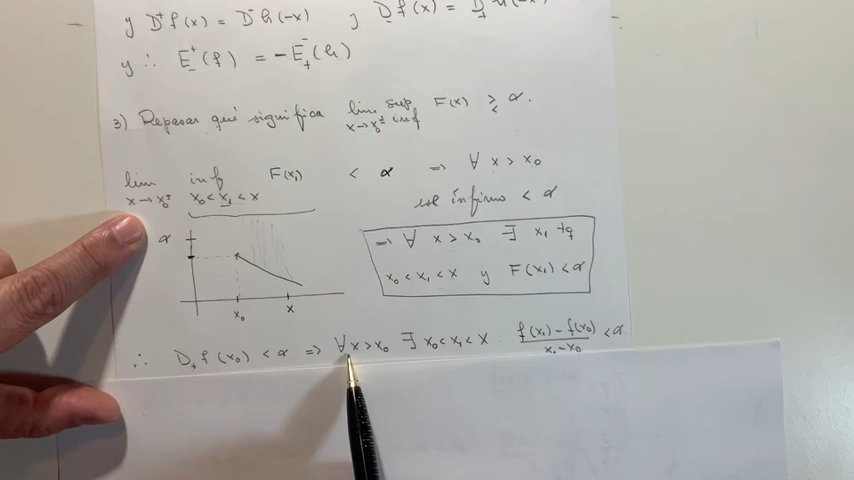 y D⁺f(x) = D⁻h(-x) y D₋f(x) = D₊h(-x)
y ∴ E₋⁺(f) = -E₊⁻(h)
3) Repasar qué significa lim sup inf x→x₀± F(x) ≷ α.
lim x→x₀± inf x₀<x₁<x F(x₁) < α ⇒ ∀ x > x₀
ese ínfimo < α
α
⇒ ∀ x > x₀ ∃ x₁ tq
x₀ < x₁ < x y F(x₁) < α
x₀ x
∴ D₊f(x₀) < α ⇒ ∀x>x₀ ∃ x₀<x₁<x : f(x₁)-f(x₀) / x₁-x₀ < α